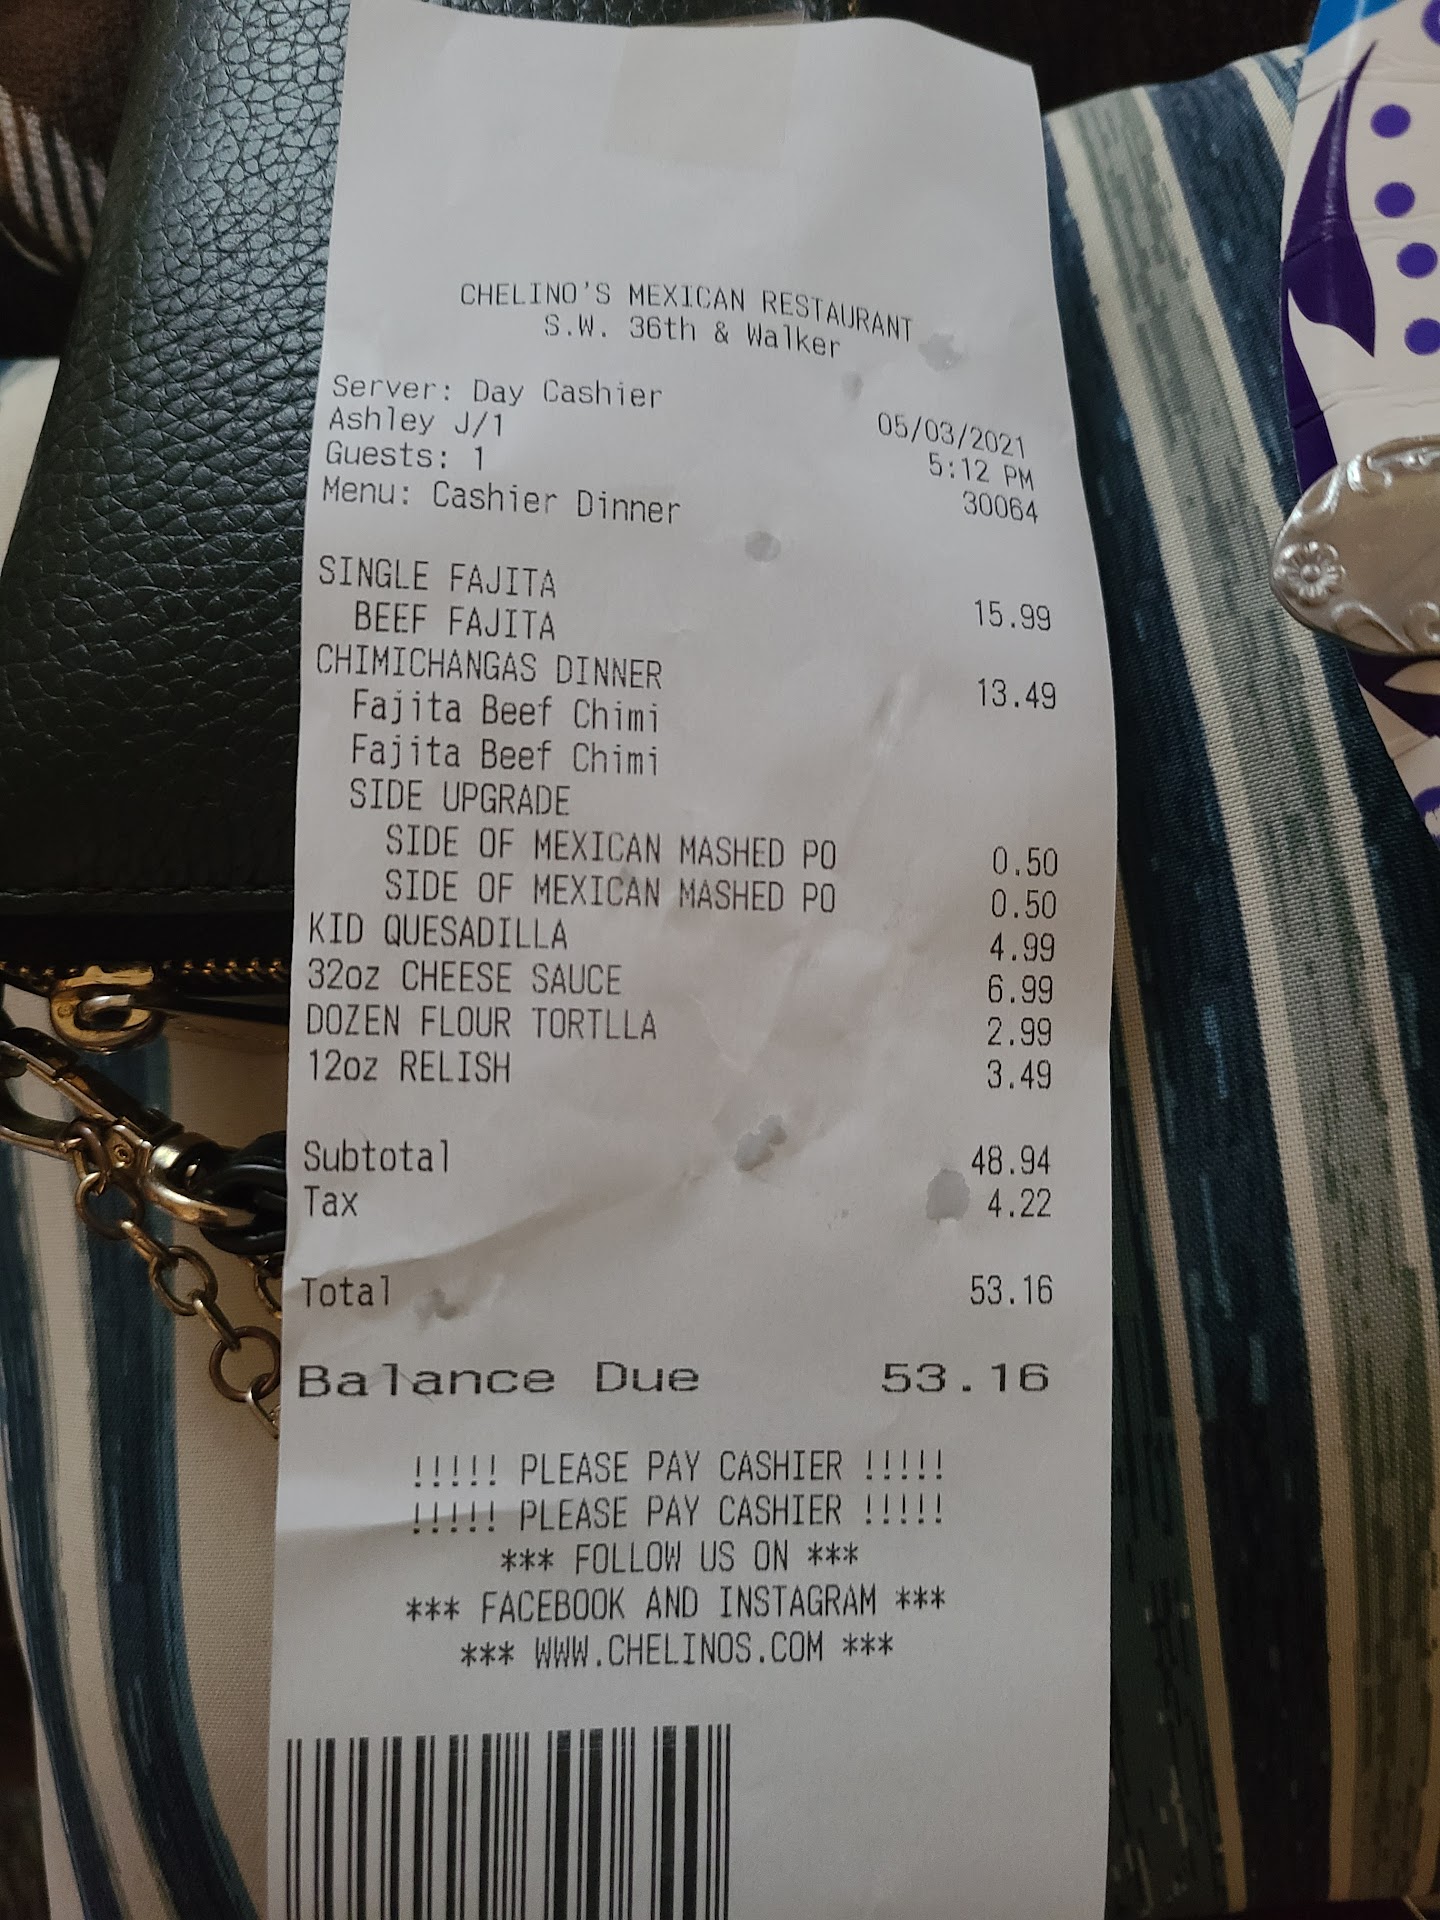 CHELINO'S MEXICAN RESTAURANT
S.W. 36th & Walker
Server: Day Cashier 05/03/2021
Ashley J/1 5:12 PM
Guests: 1 30064
Menu: Cashier Dinner
SINGLE FAJITA 15.99
BEEF FAJITA
CHIMICHANGAS DINNER 13.49
Fajita Beef Chimi
Fajita Beef Chimi
SIDE UPGRADE
SIDE OF MEXICAN MASHED PO 0.50
SIDE OF MEXICAN MASHED PO 0.50
KID QUESADILLA 4.99
32oz CHEESE SAUCE 6.99
DOZEN FLOUR TORTLLA 2.99
12oz RELISH 3.49
Subtotal 48.94
Tax 4.22
Total 53.16
Balance Due 53.16
!!!!! PLEASE PAY CASHIER !!!!!
!!!!! PLEASE PAY CASHIER !!!!!
*** FOLLOW US ON ***
*** FACEBOOK AND INSTAGRAM ***
*** WWW.CHELINOS.COM ***